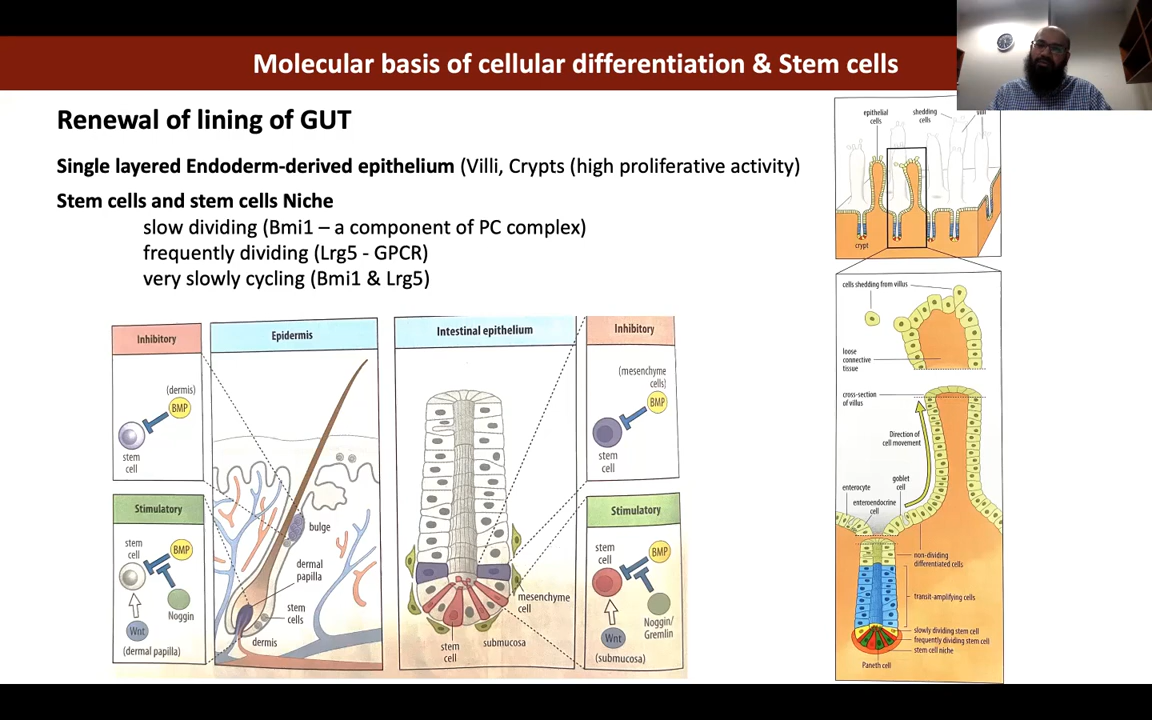 Molecular basis of cellular differentiation & Stem cells
Renewal of lining of GUT
Single layered Endoderm-derived epithelium (Villi, Crypts (high proliferative activity)
Stem cells and stem cells Niche
slow dividing (Bmi1 – a component of PC complex)
frequently dividing (Lrg5 - GPCR)
very slowly cycling (Bmi1 & Lrg5)
Inhibitory
(dermis)
BMP
stem
cell
Stimulatory
stem
cell
BMP
Noggin
Wnt
(dermal papilla)
Epidermis
bulge
dermal
papilla
stem
cells
dermis
Intestinal epithelium
mesenchyme
cell
stem
cell
submucosa
Inhibitory
(mesenchyme
cells)
BMP
stem
cell
Stimulatory
stem
cell
BMP
Noggin/
Gremlin
Wnt
(submucosa)
epithelial
cells
shedding
cells
crypt
cells shedding from villus
loose
connective
tissue
cross-section
of villus
Direction of
cell movement
goblet
cell
enterocyte
enteroendocrine
cell
non-dividing
differentiated cells
transit-amplifying cells
slowly dividing stem cell
frequently dividing stem cell
stem cell niche
Paneth cell